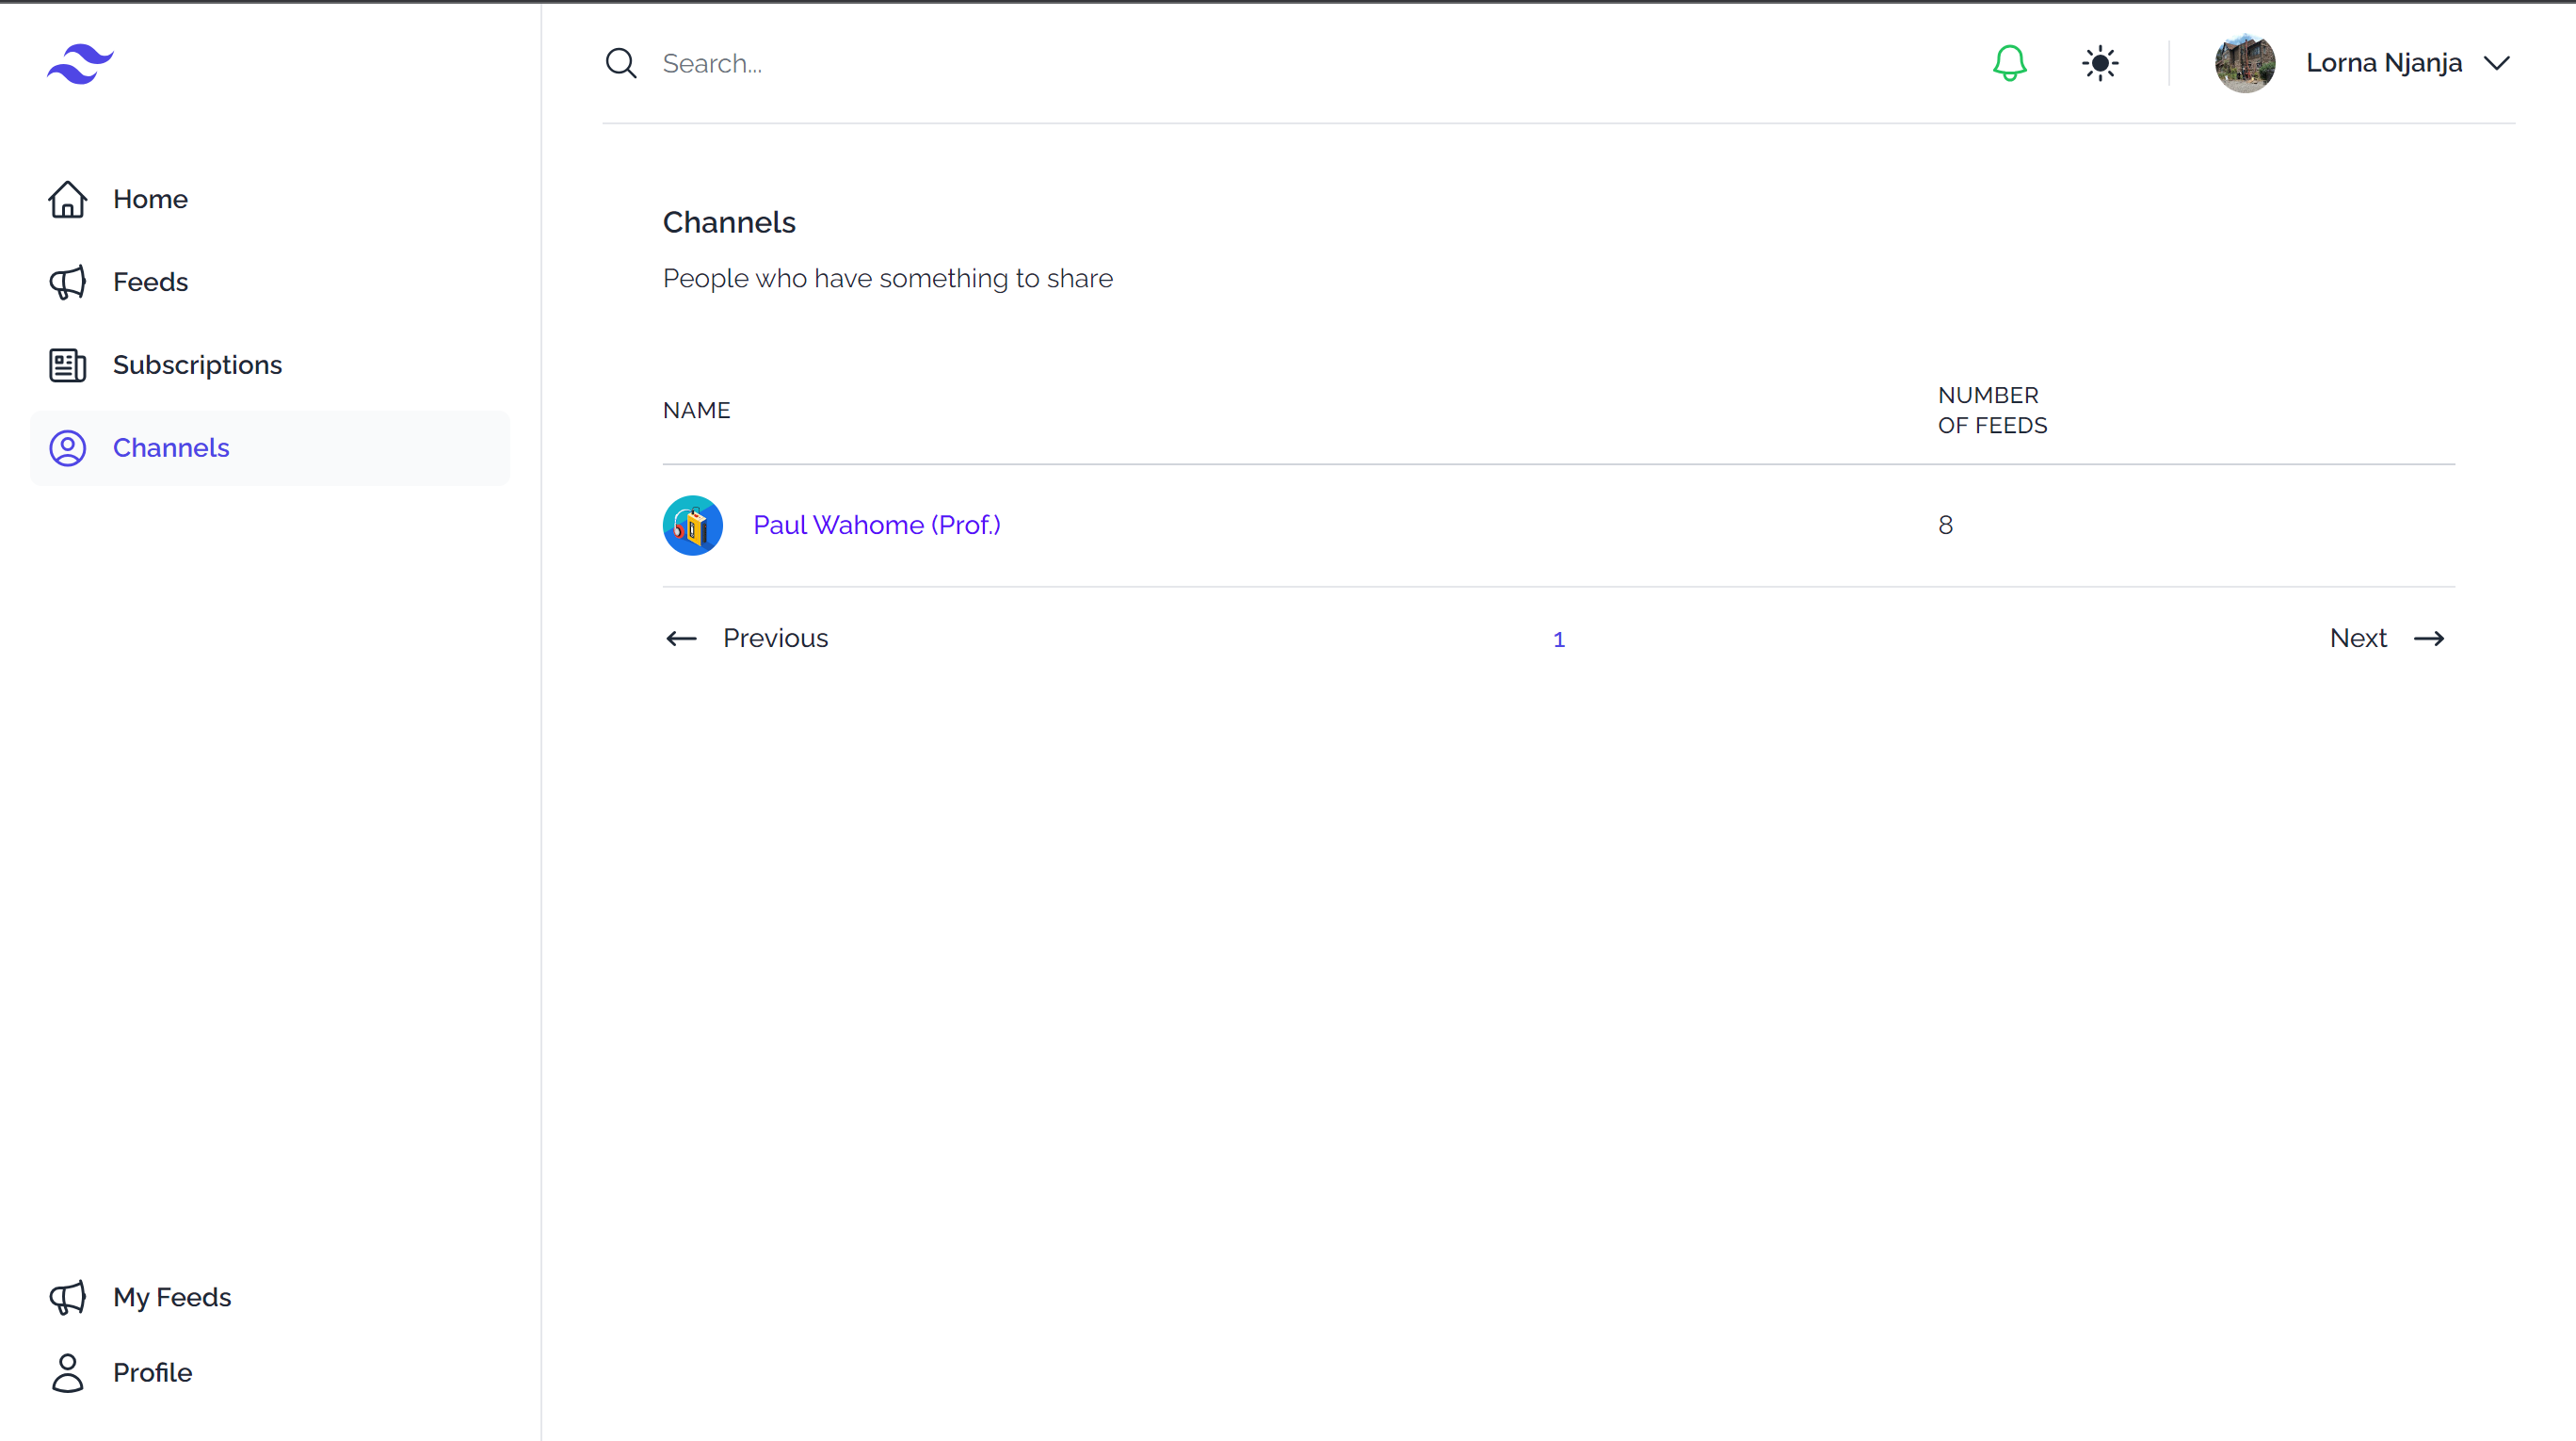 Search...
Lorna Njanja
Home
Feeds
Subscriptions
Channels
My Feeds
Profile
Channels
People who have something to share
NAME
NUMBER
OF FEEDS
Paul Wahome (Prof.)
8
Previous
1
Next